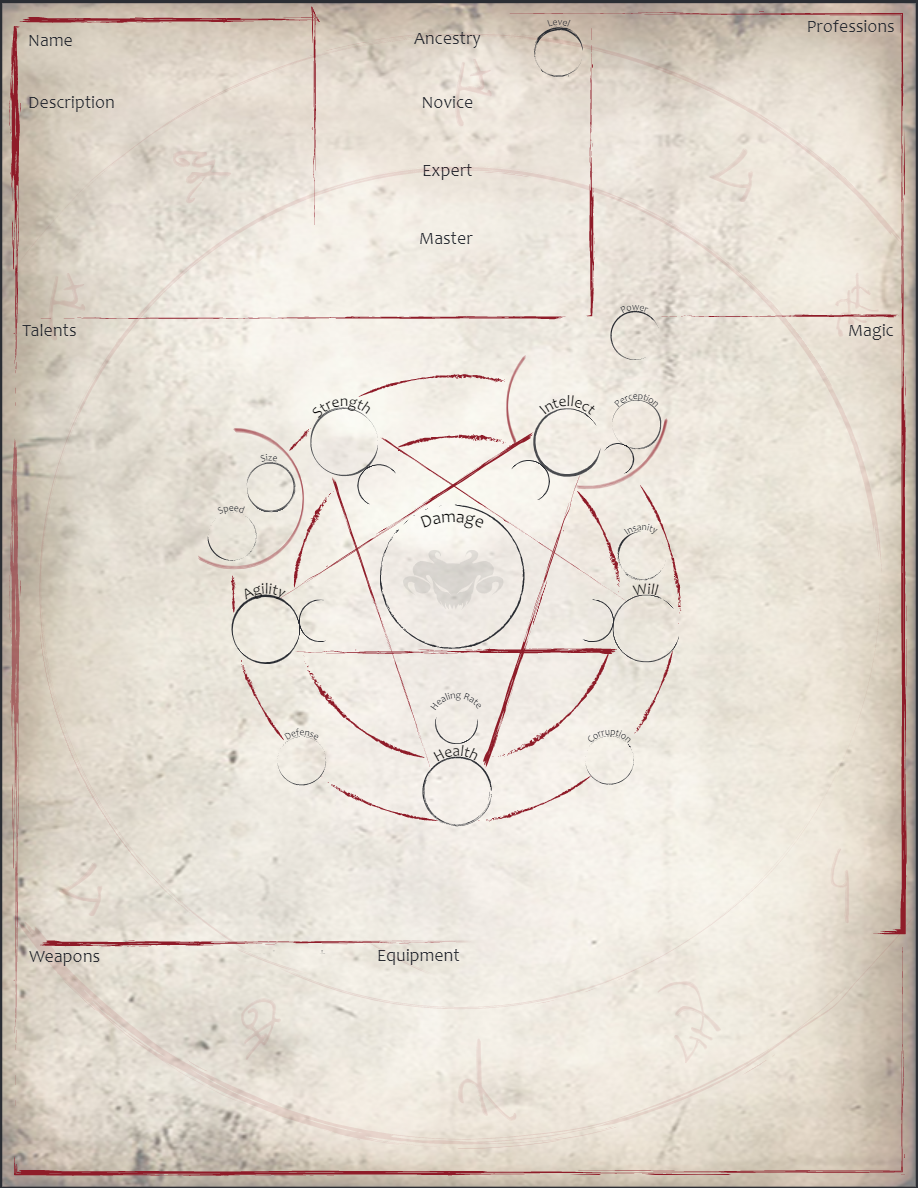 Name
Ancestry
Level
Professions
Description
Novice
Expert
Master
Talents
Power
Magic
Strength
Intellect
Perception
Size
Speed
Damage
Insanity
Agility
Will
Healing Rate
Defense
Health
Corruption
Weapons
Equipment